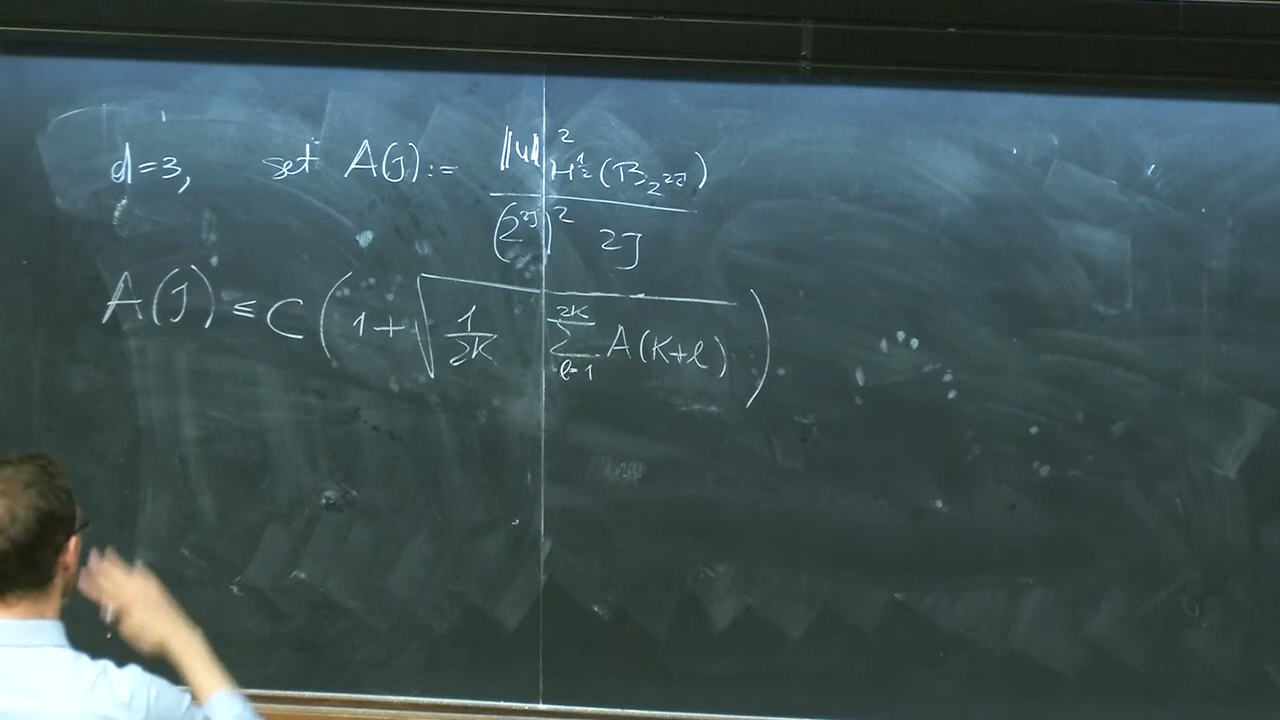 d=3, set A(J) := ‖u‖²_{H^{1/2}(B_{2^{2J}})} / (2^{2J})² 2J
A(J) ≤ C ( 1 + √( 1/2K ∑_{ℓ=1}^{2K} A(K+ℓ) ) )